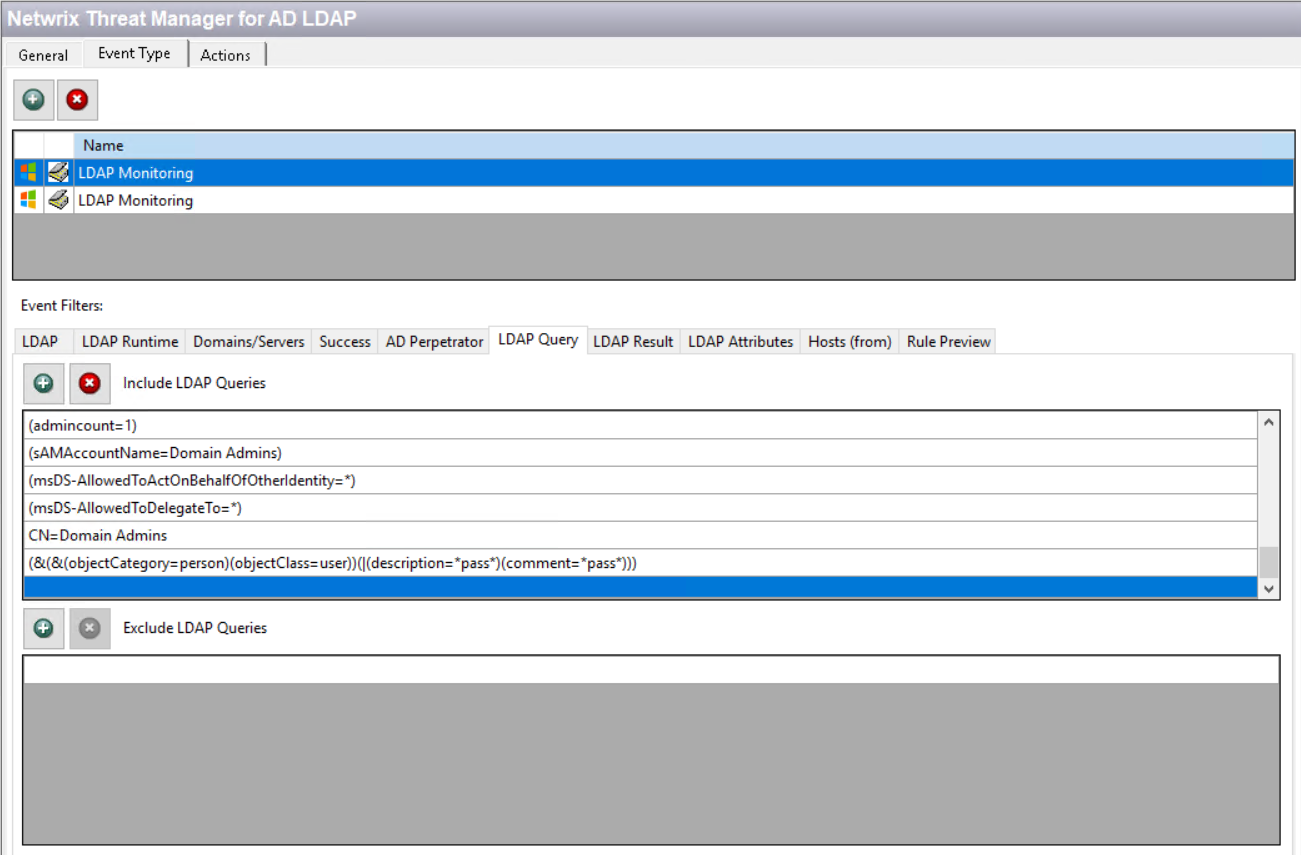 Netwrix Threat Manager for AD LDAP
General Event Type Actions
Name
LDAP Monitoring
LDAP Monitoring
Event Filters:
LDAP LDAP Runtime Domains/Servers Success AD Perpetrator LDAP Query LDAP Result LDAP Attributes Hosts (from) Rule Preview
Include LDAP Queries
(admincount=1)
(sAMAccountName=Domain Admins)
(msDS-AllowedToActOnBehalfOfOtherIdentity=*)
(msDS-AllowedToDelegateTo=*)
CN=Domain Admins
(&(&(objectCategory=person)(objectClass=user))(|(description=*pass*)(comment=*pass*)))
Exclude LDAP Queries